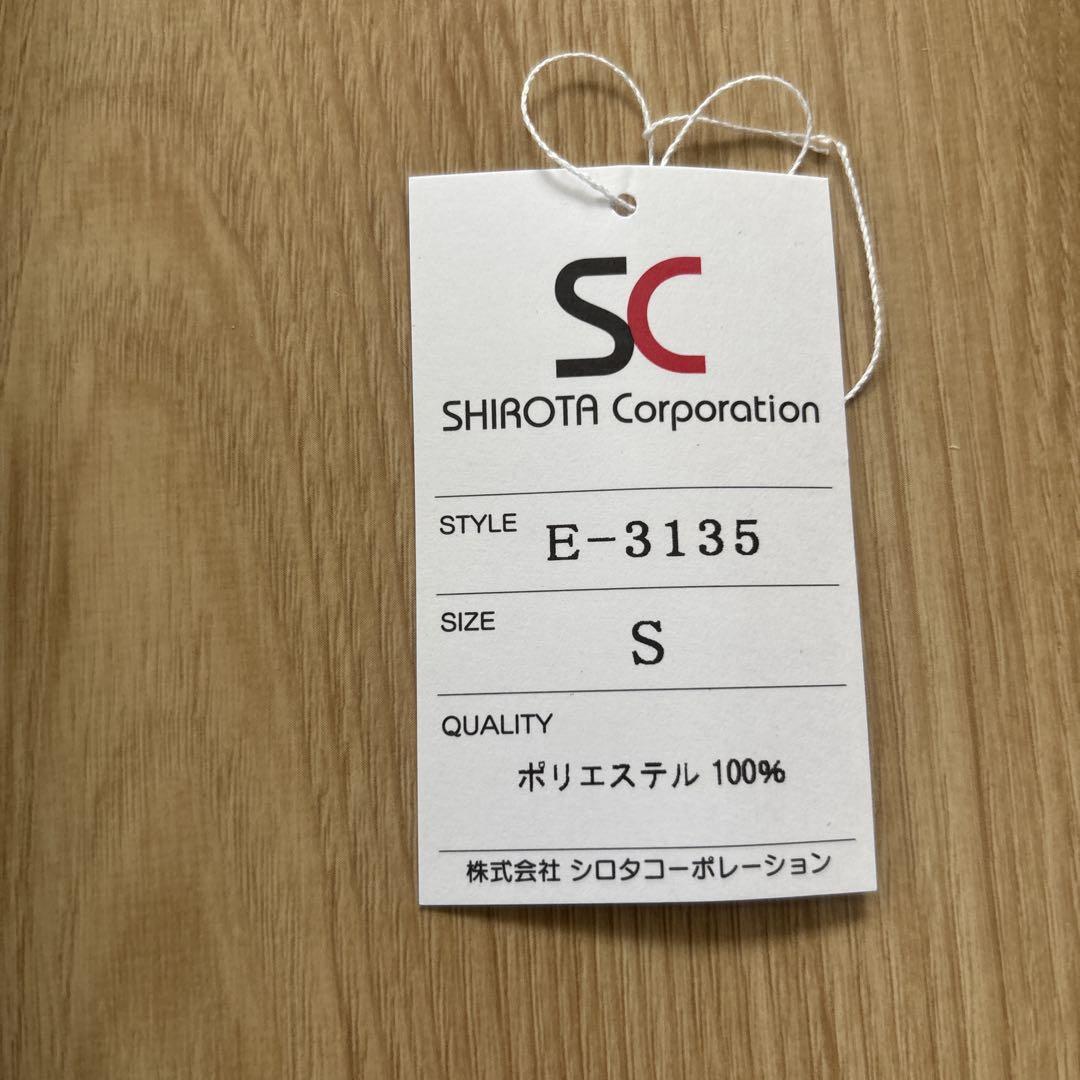 SC
SHIROTA Corporation
STYLE E-3135
SIZE S
QUALITY
ポリエステル 100%
株式会社 シロタコーポレーション